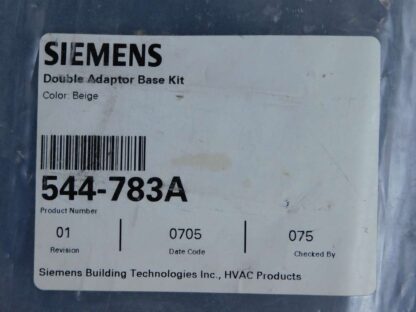 SIEMENS
Double Adaptor Base Kit
Color: Beige
544-783A
Product Number
01 0705 075
Revision Date Code Checked By
Siemens Building Technologies Inc., HVAC Products